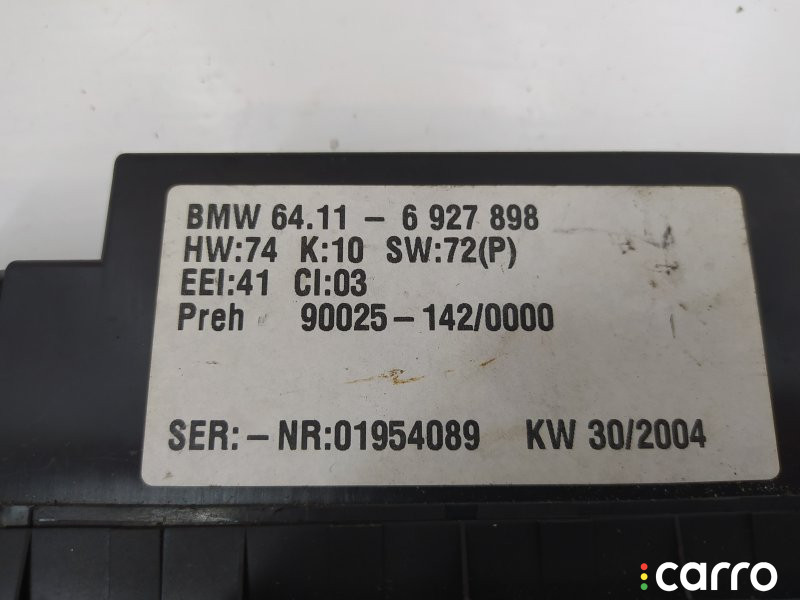 BMW 64.11 - 6 927 898
HW:74 K:10 SW:72(P)
EEI:41 CI:03
Preh 90025-142/0000
SER:-NR:01954089 KW 30/2004
carro